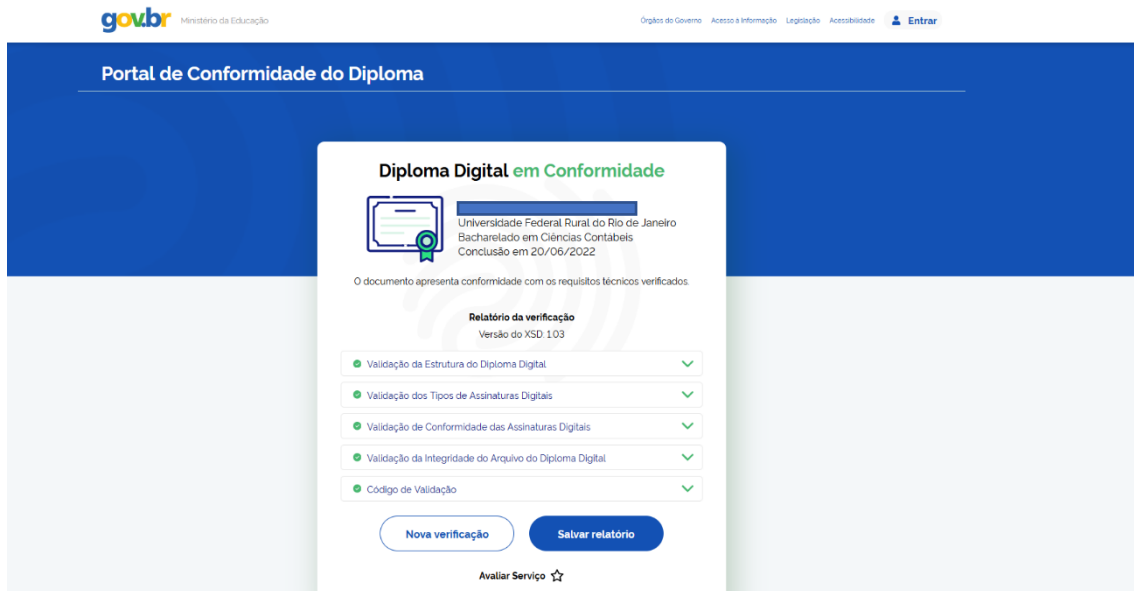 gov.br Ministério da Educação
Órgãos do Governo Acesso à Informação Legislação Acessibilidade Entrar
Portal de Conformidade do Diploma
Diploma Digital em Conformidade
Universidade Federal Rural do Rio de Janeiro
Bacharelado em Ciências Contábeis
Conclusão em 20/06/2022
O documento apresenta conformidade com os requisitos técnicos verificados.
Relatório da verificação
Versão do XSD: 1.03
Validação da Estrutura do Diploma Digital
Validação dos Tipos de Assinaturas Digitais
Validação de Conformidade das Assinaturas Digitais
Validação da Integridade do Arquivo do Diploma Digital
Código de Validação
Nova verificação Salvar relatório
Avaliar Serviço